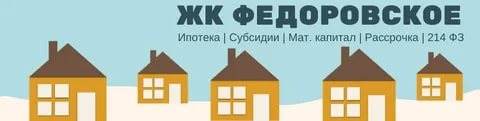 ЖК ФЕДОРОВСКОЕ
Ипотека | Субсидии | Мат. капитал | Рассрочка | 214 ФЗ